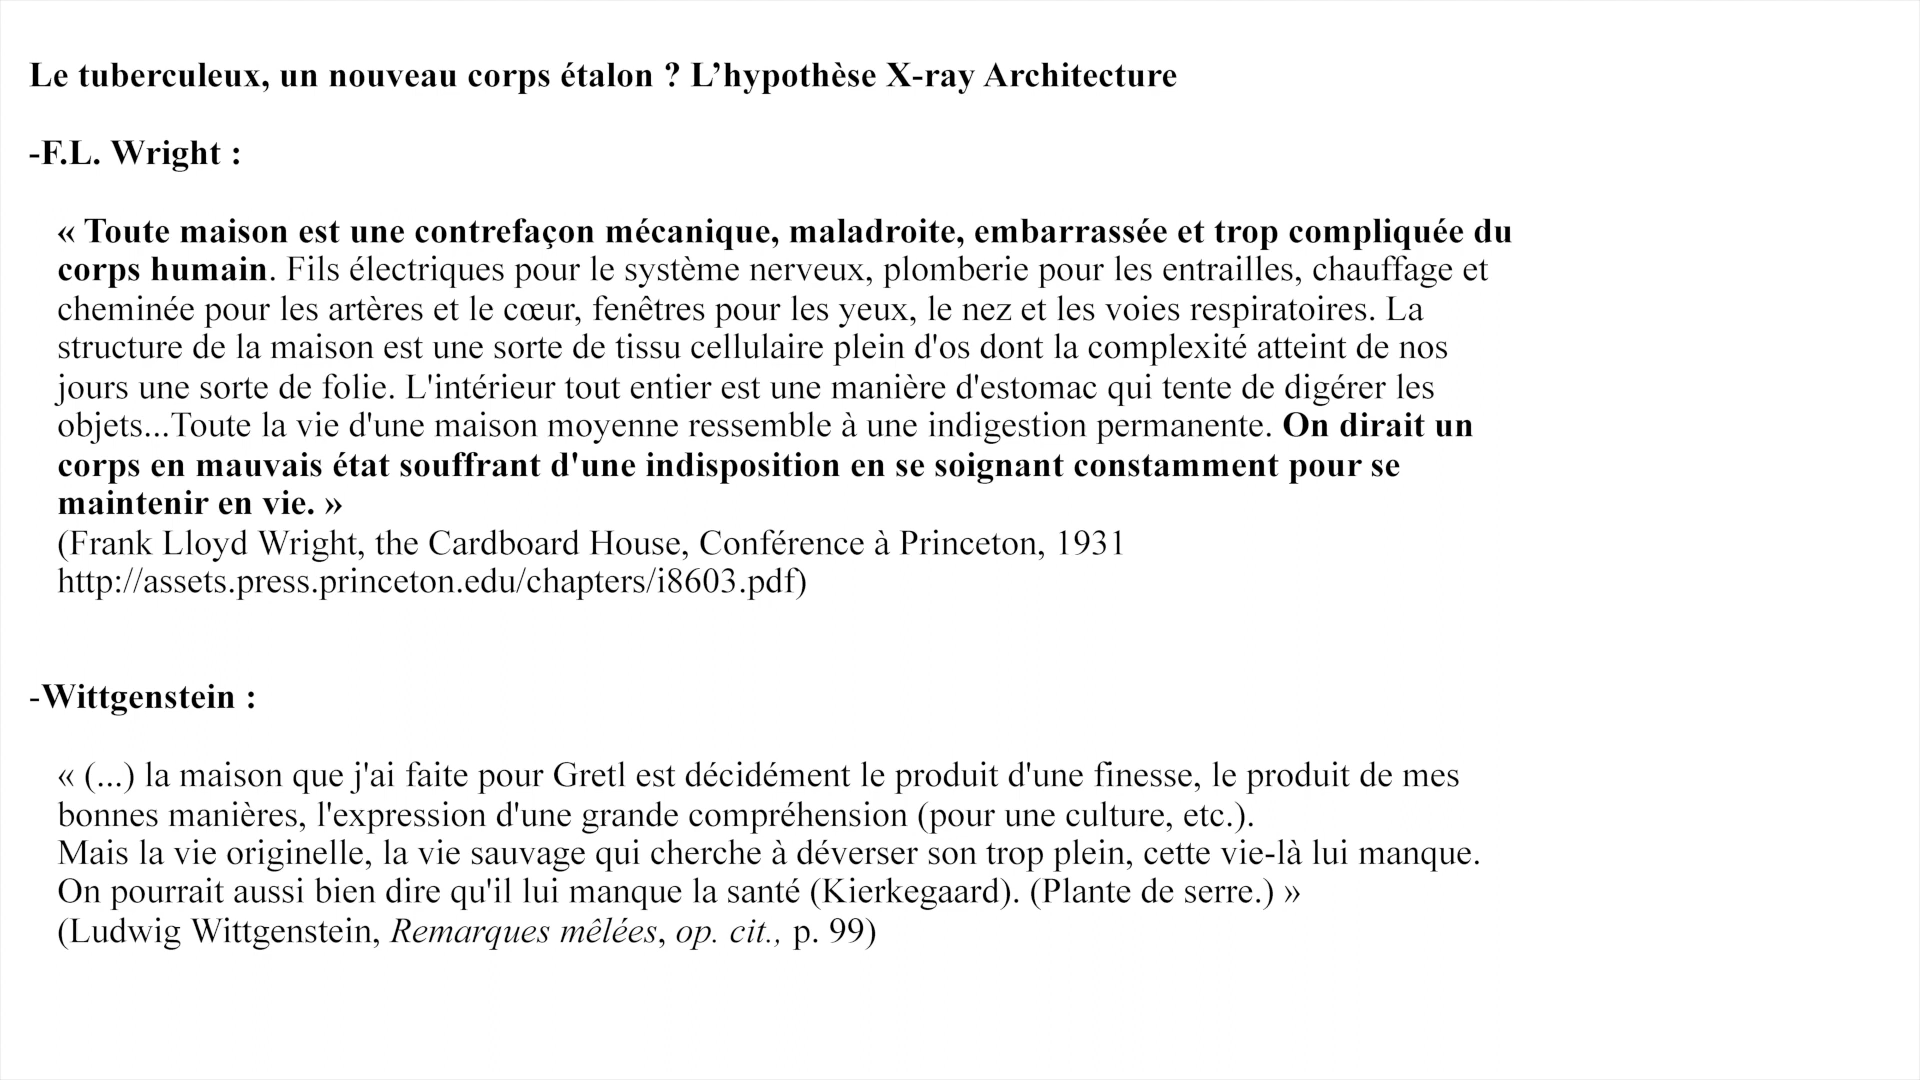 Le tuberculeux, un nouveau corps étalon ? L’hypothèse X-ray Architecture
-F.L. Wright :
« Toute maison est une contrefaçon mécanique, maladroite, embarrassée et trop compliquée du
corps humain. Fils électriques pour le système nerveux, plomberie pour les entrailles, chauffage et
cheminée pour les artères et le cœur, fenêtres pour les yeux, le nez et les voies respiratoires. La
structure de la maison est une sorte de tissu cellulaire plein d'os dont la complexité atteint de nos
jours une sorte de folie. L'intérieur tout entier est une manière d'estomac qui tente de digérer les
objets...Toute la vie d'une maison moyenne ressemble à une indigestion permanente. On dirait un
corps en mauvais état souffrant d'une indisposition en se soignant constamment pour se
maintenir en vie. »
(Frank Lloyd Wright, the Cardboard House, Conférence à Princeton, 1931
http://assets.press.princeton.edu/chapters/i8603.pdf)
-Wittgenstein :
« (...) la maison que j'ai faite pour Gretl est décidément le produit d'une finesse, le produit de mes
bonnes manières, l'expression d'une grande compréhension (pour une culture, etc.).
Mais la vie originelle, la vie sauvage qui cherche à déverser son trop plein, cette vie-là lui manque.
On pourrait aussi bien dire qu'il lui manque la santé (Kierkegaard). (Plante de serre.) »
(Ludwig Wittgenstein, Remarques mêlées, op. cit., p. 99)